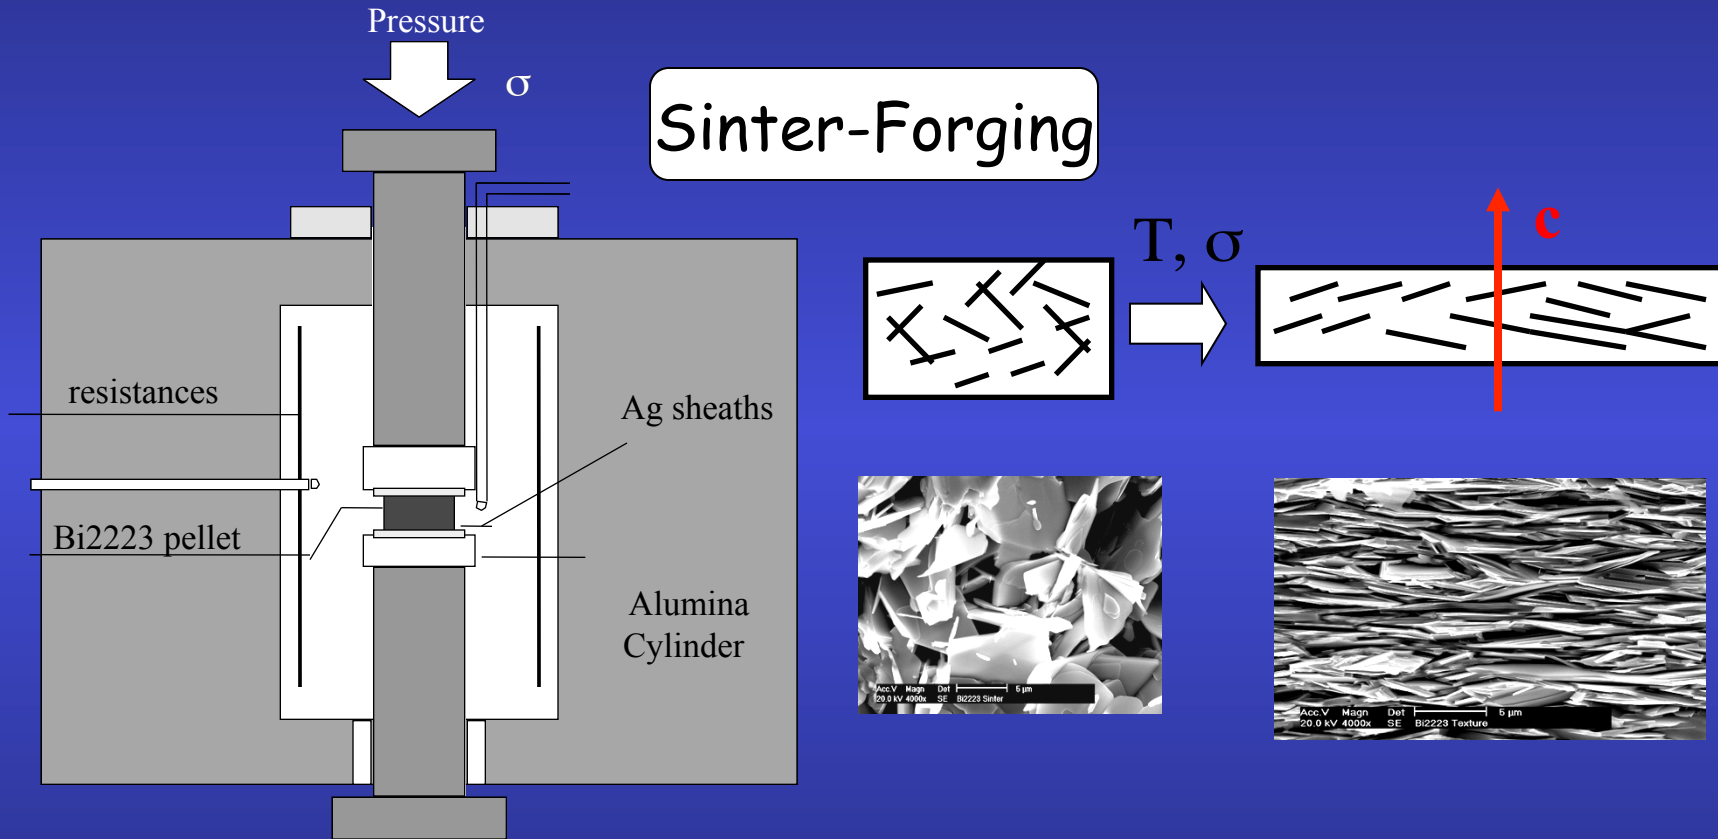 Pressure
σ
Sinter-Forging
T, σ
c
resistances
Ag sheaths
Bi2223 pellet
Alumina
Cylinder
Acc.V Magn Det 5 µm
20.0 kV 4000x SE Bi2223 Sinter
Acc.V Magn Det 5 µm
20.0 kV 4000x SE Bi2223 Texture